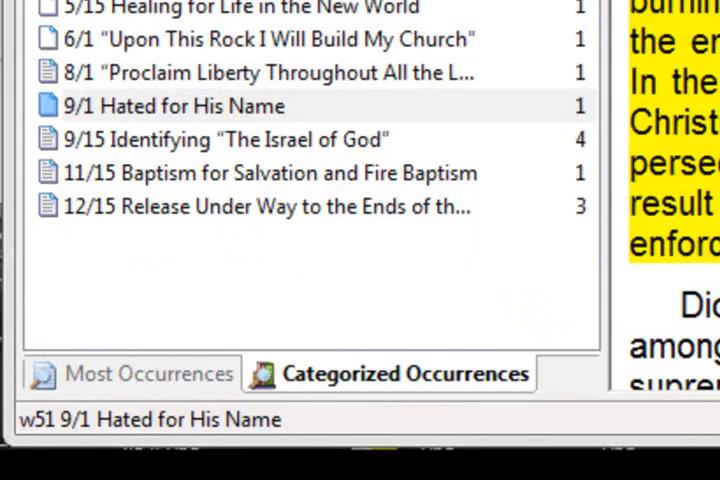 5/15 Healing for Life in the New World 1
6/1 “Upon This Rock I Will Build My Church” 1
8/1 “Proclaim Liberty Throughout All the L... 1
9/1 Hated for His Name 1
9/15 Identifying “The Israel of God” 4
11/15 Baptism for Salvation and Fire Baptism 1
12/15 Release Under Way to the Ends of th... 3
Most Occurrences Categorized Occurrences
w51 9/1 Hated for His Name
the
In the
Christ
result
among